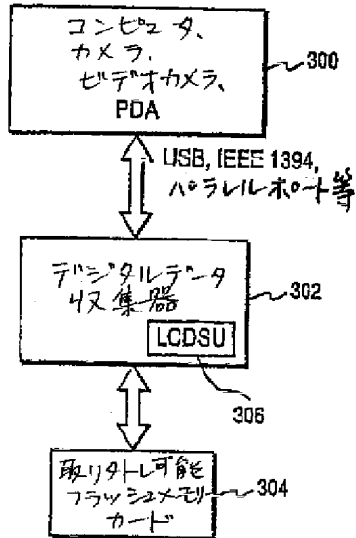 コンピュータ、
カメラ、
ビデオカメラ、
PDA
300
USB, IEEE 1394,
パラレルポート等
デジタルデータ
収集器
302
LCDSU
306
取り外し可能
フラッシュメモリ
カード
304